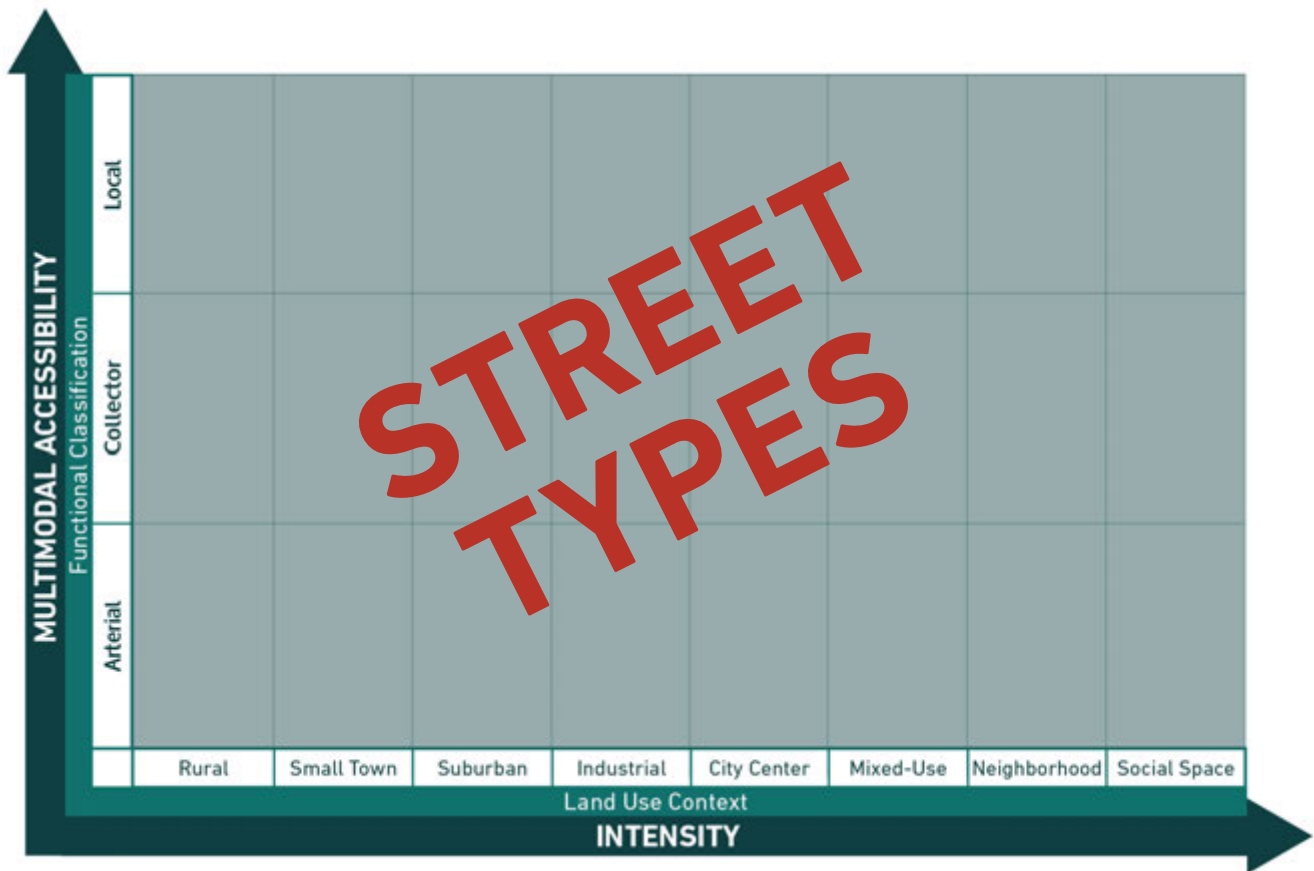 MULTIMODAL ACCESSIBILITY
Functional Classification
Local
Collector
Arterial
STREET
TYPES
Rural
Small Town
Suburban
Industrial
City Center
Mixed-Use
Neighborhood
Social Space
Land Use Context
INTENSITY